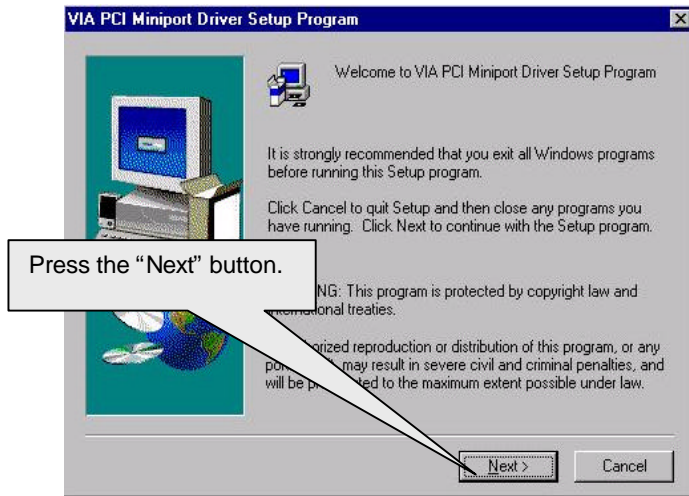 VIA PCI Miniport Driver Setup Program
Welcome to VIA PCI Miniport Driver Setup Program
It is strongly recommended that you exit all Windows programs
before running this Setup program.
Click Cancel to quit Setup and then close any programs you
have running. Click Next to continue with the Setup program.
Press the “Next” button.
NG: This program is protected by copyright law and
national treaties.
orized reproduction or distribution of this program, or any
may result in severe civil and criminal penalties, and
will be to the maximum extent possible under law.
Next >
Cancel